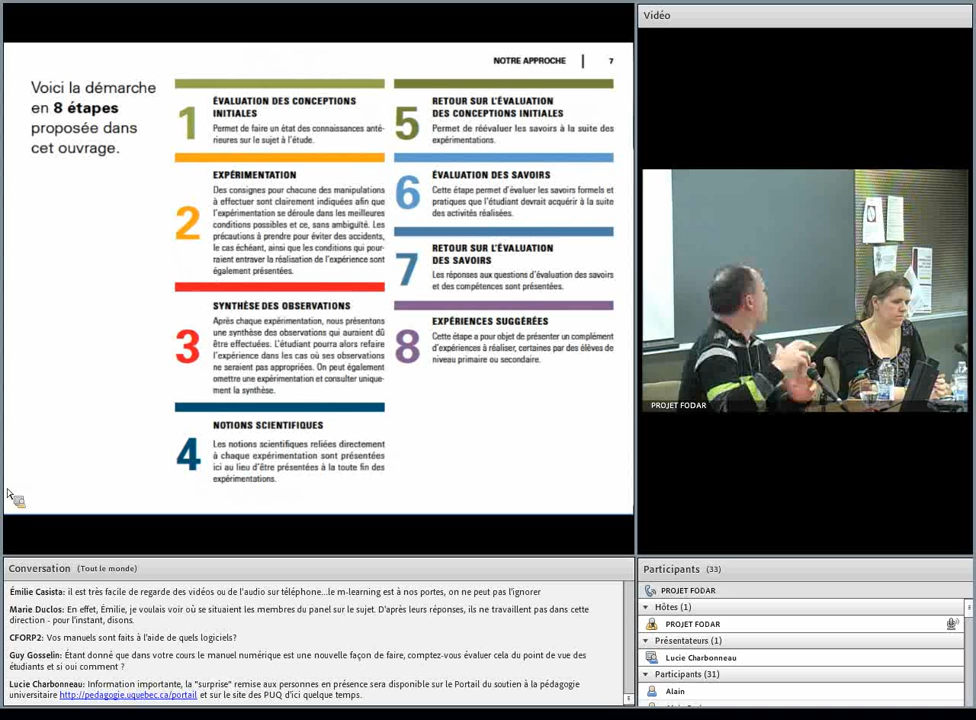 NOTRE APPROCHE | 7
Voici la démarche
en 8 étapes
proposée dans
cet ouvrage.
1
ÉVALUATION DES CONCEPTIONS
INITIALES
Permet de faire un état des connaissances anté-
rieures sur le sujet à l'étude.
2
EXPÉRIMENTATION
Des consignes pour chacune des manipulations
à effectuer sont clairement indiquées afin que
l'expérimentation se déroule dans les meilleures
conditions possibles et ce, sans ambiguïté. Les
précautions à prendre pour éviter des accidents,
le cas échéant, ainsi que les conditions qui pour-
raient entraver la réalisation de l'expérience sont
également présentées.
3
SYNTHÈSE DES OBSERVATIONS
Après chaque expérimentation, nous présentons
une synthèse des observations qui auraient dû
être effectuées. L'étudiant pourra alors refaire
l'expérience dans les cas où ses observations
ne seraient pas appropriées. On peut également
omettre une expérimentation et consulter unique-
ment la synthèse.
4
NOTIONS SCIENTIFIQUES
Les notions scientifiques reliées directement
à chaque expérimentation sont présentées
ici au lieu d'être présentées à la toute fin des
expérimentations.
5
RETOUR SUR L'ÉVALUATION
DES CONCEPTIONS INITIALES
Permet de réévaluer les savoirs à la suite des
expérimentations.
6
ÉVALUATION DES SAVOIRS
Cette étape permet d'évaluer les savoirs formels et
pratiques que l'étudiant devrait acquérir à la suite
des activités réalisées.
7
RETOUR SUR L'ÉVALUATION
DES SAVOIRS
Les réponses aux questions d'évaluation des savoirs
et des compétences sont présentées.
8
EXPÉRIENCES SUGGÉRÉES
Cette étape a pour objet de présenter un complément
d'expériences à réaliser, certaines par des élèves de
niveau primaire ou secondaire.
Vidéo
PROJET FODAR
Conversation (Tout le monde)
Émilie Casista: il est très facile de regarde des vidéos ou de l'audio sur téléphone...le m-learning est à nos portes, on ne peut pas l'ignorer
Marie Duclos: En effet, Émilie, je voulais voir où se situaient les membres du panel sur le sujet. D'après leurs réponses, ils ne travaillent pas dans cette
direction - pour l'instant, disons.
CFORP2: Vos manuels sont faits à l'aide de quels logiciels?
Guy Gosselin: Étant donné que dans votre cours le manuel numérique est une nouvelle façon de faire, comptez-vous évaluer cela du point de vue des
étudiants et si oui comment ?
Lucie Charbonneau: Information importante, la "surprise" remise aux personnes en présence sera disponible sur le Portail du soutien à la pédagogie
universitaire http://pedagogie.uquebec.ca/portail et sur le site des PUQ d'ici quelque temps.
Participants (33)
PROJET FODAR
Hôtes (1)
PROJET FODAR
Présentateurs (1)
Lucie Charbonneau
Participants (31)
Alain